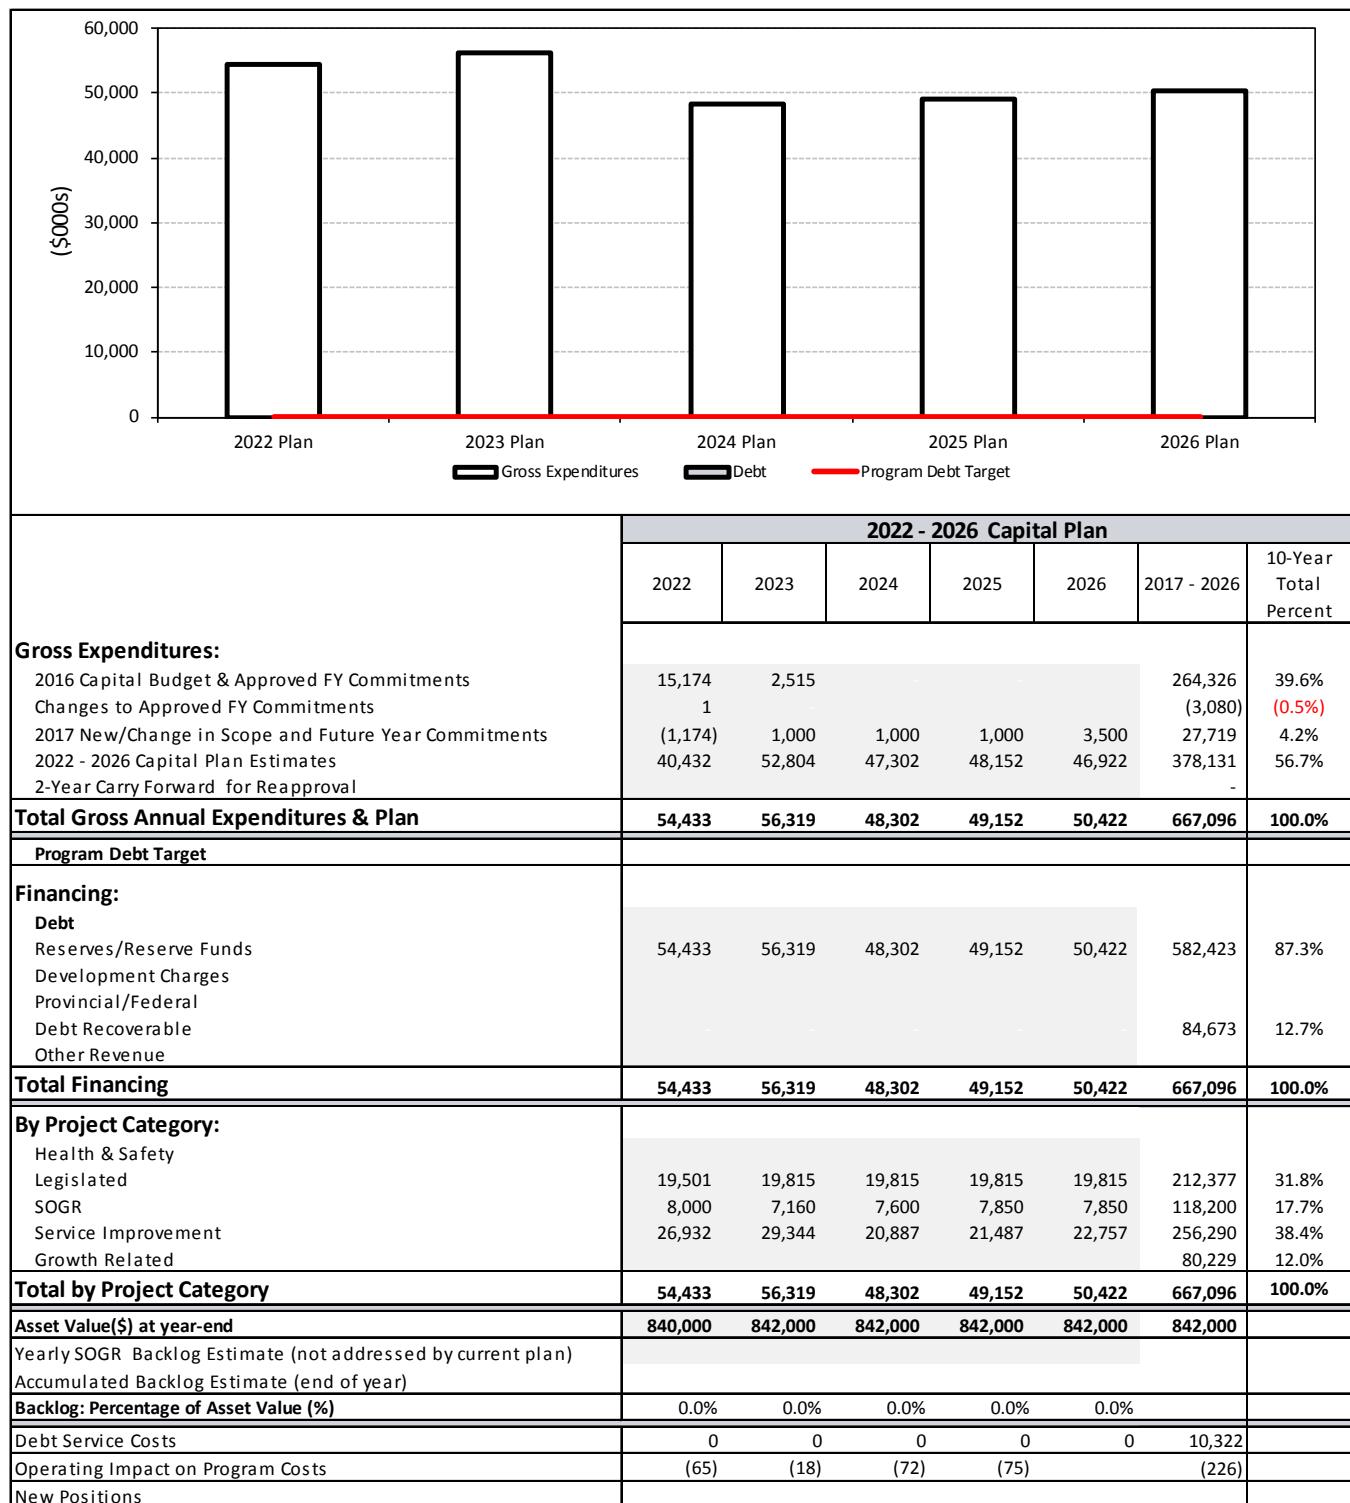 60,000
50,000
40,000
30,000
20,000
10,000
0
($000s)
2022 Plan 2023 Plan 2024 Plan 2025 Plan 2026 Plan
Gross Expenditures Debt Program Debt Target
2022 - 2026 Capital Plan
2022 2023 2024 2025 2026 2017 - 2026 10-Year Total Percent
Gross Expenditures:
2016 Capital Budget & Approved FY Commitments 15,174 2,515 - - - 264,326 39.6%
Changes to Approved FY Commitments 1 - (3,080) (0.5%)
2017 New/Change in Scope and Future Year Commitments (1,174) 1,000 1,000 1,000 3,500 27,719 4.2%
2022 - 2026 Capital Plan Estimates 40,432 52,804 47,302 48,152 46,922 378,131 56.7%
2-Year Carry Forward for Reapproval -
Total Gross Annual Expenditures & Plan 54,433 56,319 48,302 49,152 50,422 667,096 100.0%
Program Debt Target
Financing:
Debt
Reserves/Reserve Funds 54,433 56,319 48,302 49,152 50,422 582,423 87.3%
Development Charges
Provincial/Federal
Debt Recoverable - - - - - 84,673 12.7%
Other Revenue
Total Financing 54,433 56,319 48,302 49,152 50,422 667,096 100.0%
By Project Category:
Health & Safety
Legislated 19,501 19,815 19,815 19,815 19,815 212,377 31.8%
SOGR 8,000 7,160 7,600 7,850 7,850 118,200 17.7%
Service Improvement 26,932 29,344 20,887 21,487 22,757 256,290 38.4%
Growth Related 80,229 12.0%
Total by Project Category 54,433 56,319 48,302 49,152 50,422 667,096 100.0%
Asset Value($) at year-end 840,000 842,000 842,000 842,000 842,000 842,000
Yearly SOGR Backlog Estimate (not addressed by current plan)
Accumulated Backlog Estimate (end of year)
Backlog: Percentage of Asset Value (%) 0.0% 0.0% 0.0% 0.0% 0.0%
Debt Service Costs 0 0 0 0 0 10,322
Operating Impact on Program Costs (65) (18) (72) (75) (226)
New Positions